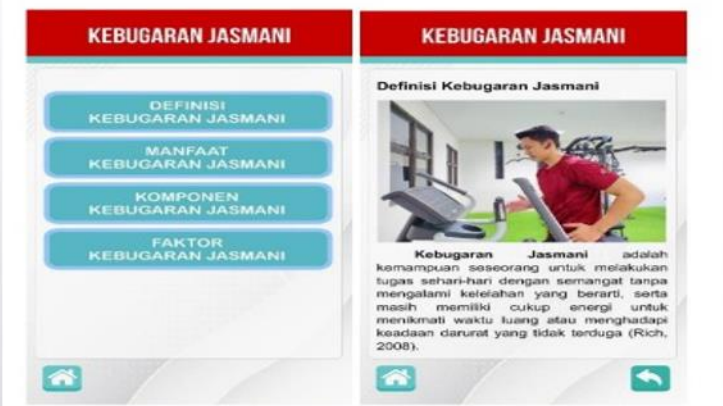 KEBUGARAN JASMANI
DEFINISI
KEBUGARAN JASMANI
MANFAAT
KEBUGARAN JASMANI
KOMPONEN
KEBUGARAN JASMANI
FAKTOR
KEBUGARAN JASMANI
KEBUGARAN JASMANI
Definisi Kebugaran Jasmani
Kebugaran Jasmani adalah
kemampuan seseorang untuk melakukan
tugas sehari-hari dengan semangat tanpa
mengalami kelelahan yang berarti, serta
masih memiliki cukup energi untuk
menikmati waktu luang atau menghadapi
keadaan darurat yang tidak terduga (Rich,
2008).